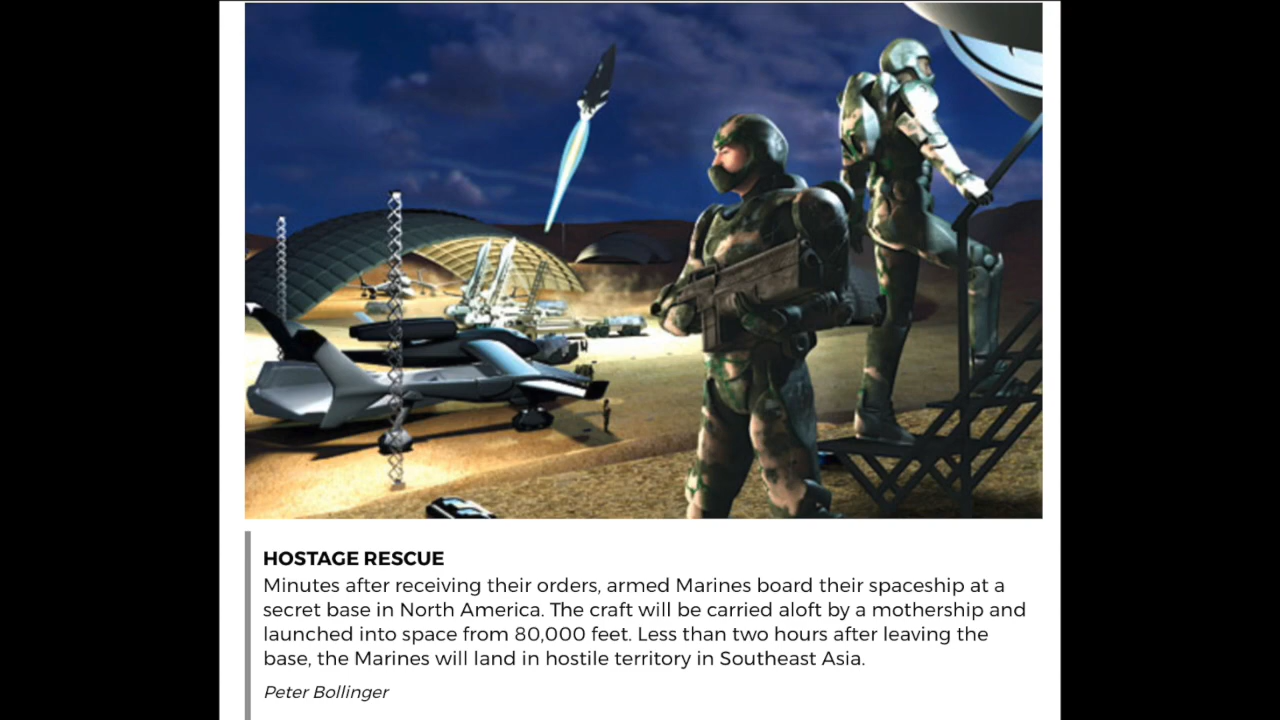 HOSTAGE RESCUE
Minutes after receiving their orders, armed Marines board their spaceship at a
secret base in North America. The craft will be carried aloft by a mothership and
launched into space from 80,000 feet. Less than two hours after leaving the
base, the Marines will land in hostile territory in Southeast Asia.
Peter Bollinger